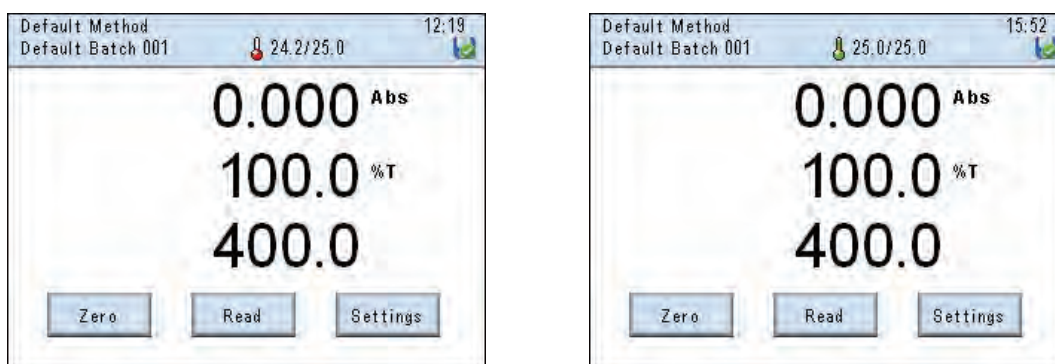 Default Method 12:19
Default Batch 001 24.2/25.0
0.000 Abs
100.0 %T
400.0
Zero Read Settings
Default Method 15:52
Default Batch 001 25.0/25.0
0.000 Abs
100.0 %T
400.0
Zero Read Settings